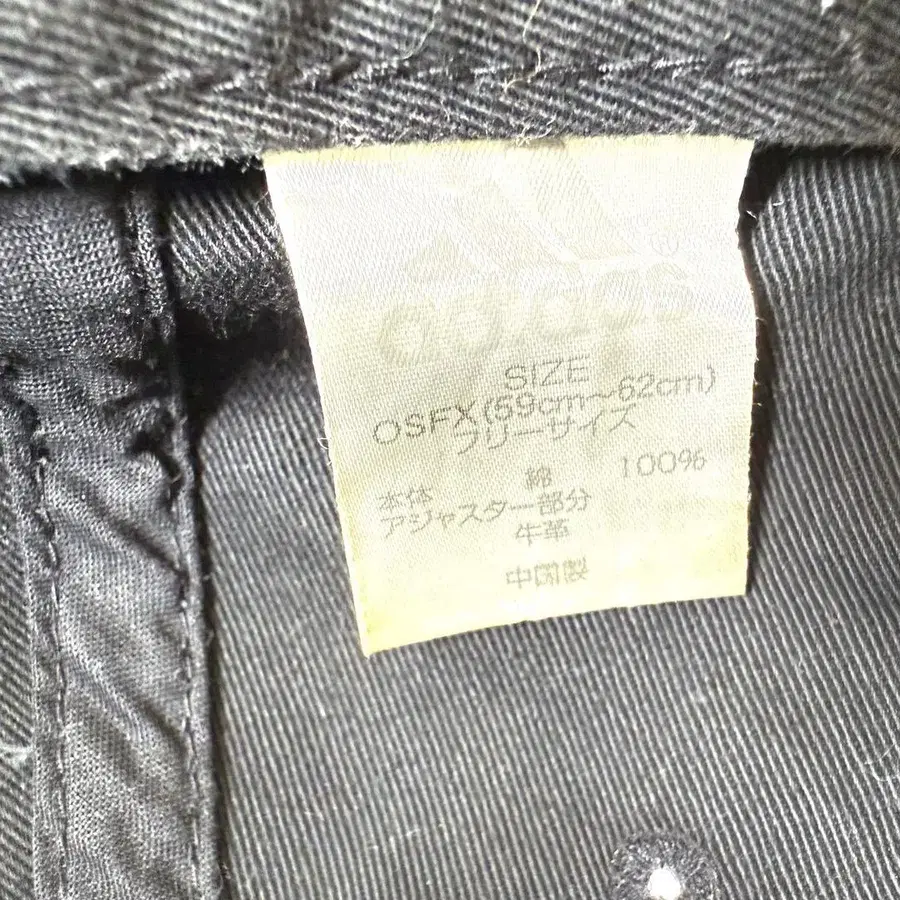 adidas
SIZE
OSFX(59cm～62cm)
フリーサイズ
本体 綿 100%
アジャスター部分
牛革
中国製